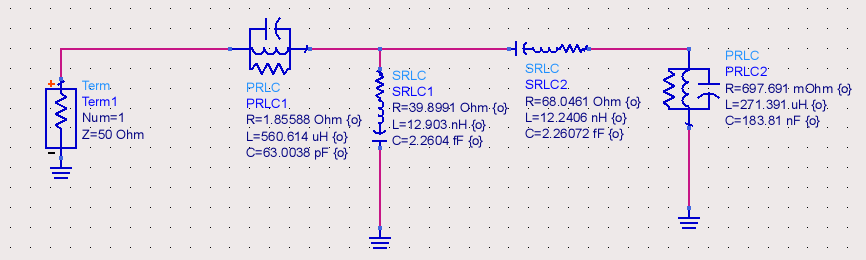 +
Term
Term1
Num=1
Z=50 Ohm
-
PRLC
PRLC1
R=1.85588 Ohm {o}
L=560.614 uH {o}
C=63.0038 pF {o}
SRLC
SRLC1
R=39.8991 Ohm {o}
L=12.903 nH {o}
C=2.2604 fF {o}
SRLC
SRLC2
R=68.0461 Ohm {o}
L=12.2406 nH {o}
C=2.26072 fF {o}
PRLC
PRLC2
R=697.691 mOhm {o}
L=271.391 uH {o}
C=183.81 nF {o}